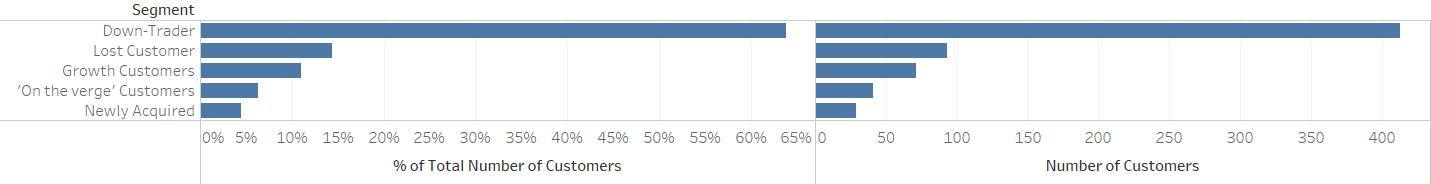 Segment
Down-Trader
Lost Customer
Growth Customers
'On the verge' Customers
Newly Acquired
0% 5% 10% 15% 20% 25% 30% 35% 40% 45% 50% 55% 60% 65% 0 50 100 150 200 250 300 350 400
% of Total Number of Customers Number of Customers